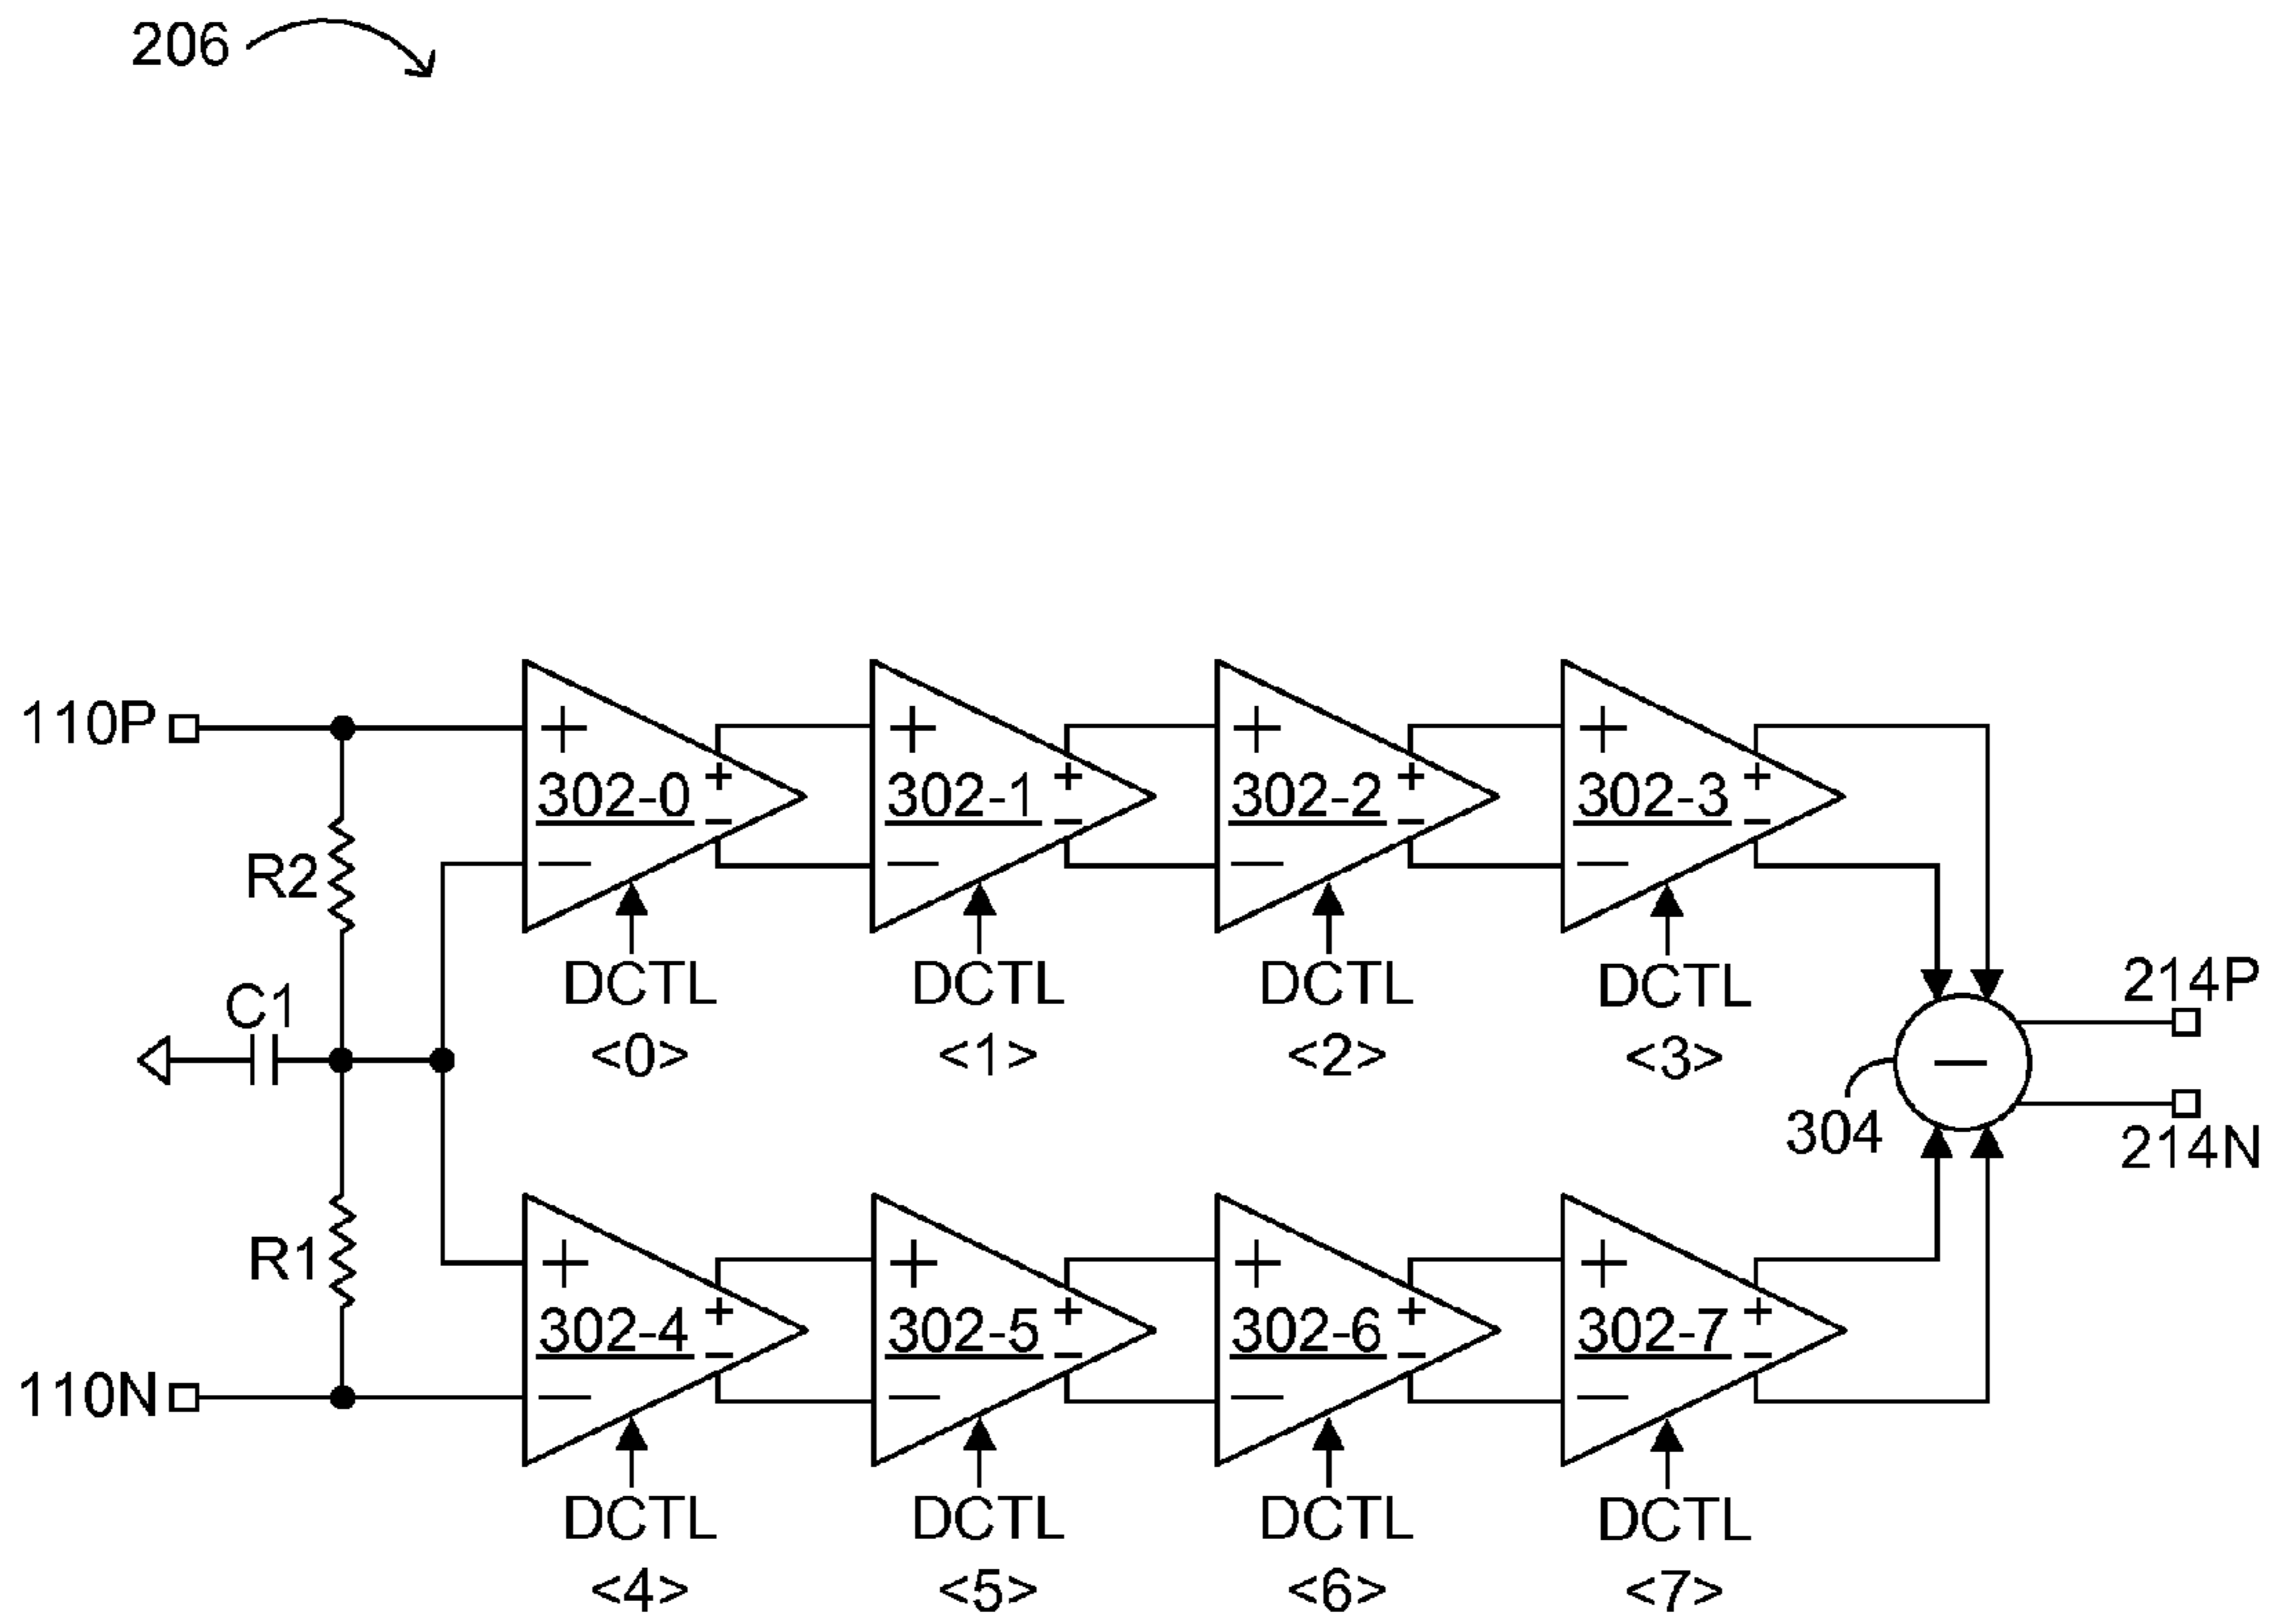 206
110P
+ + + +
302-0 + 302-1 + 302-2 + 302-3 +
− − − −
− − − −
R2
DCTL DCTL DCTL DCTL
<0> <1> <2> <3>
C1
214P
−
304
214N
R1
+ + + +
302-4 + 302-5 + 302-6 + 302-7 +
− − − −
110N − − − −
DCTL DCTL DCTL DCTL
<4> <5> <6> <7>